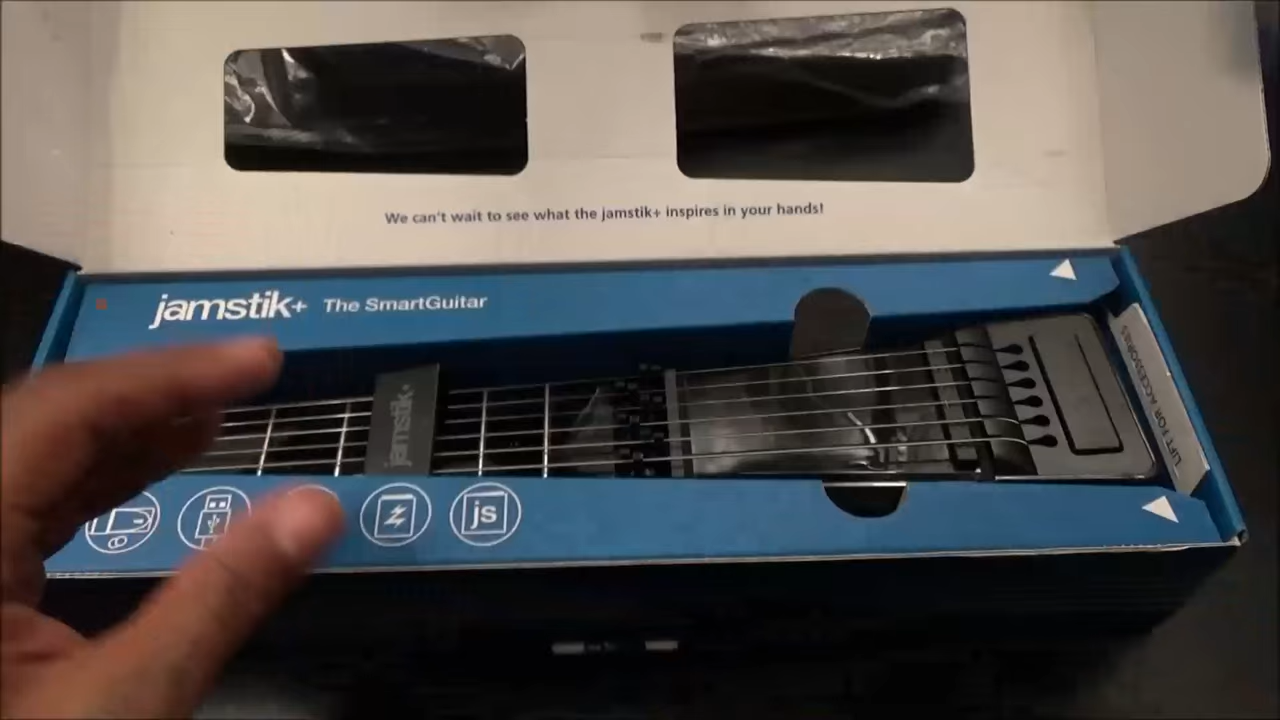 We can't wait to see what the jamstik+ inspires in your hands!
jamstik+ The SmartGuitar
jamstik+
js
LIFT FOR ACCESSORIES